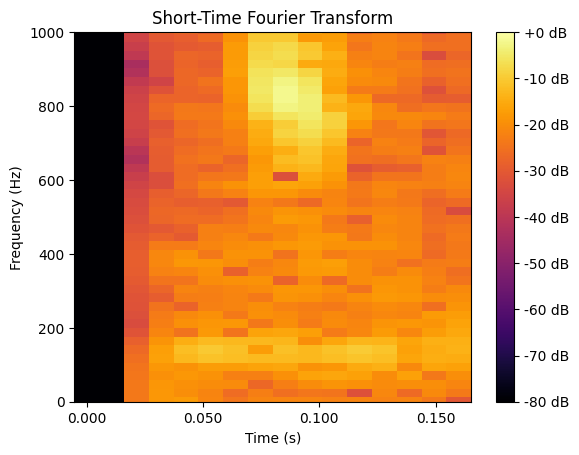 Short-Time Fourier Transform
1000
800
600
400
200
0
Frequency (Hz)
0.000
0.050
0.100
0.150
Time (s)
+0 dB
-10 dB
-20 dB
-30 dB
-40 dB
-50 dB
-60 dB
-70 dB
-80 dB